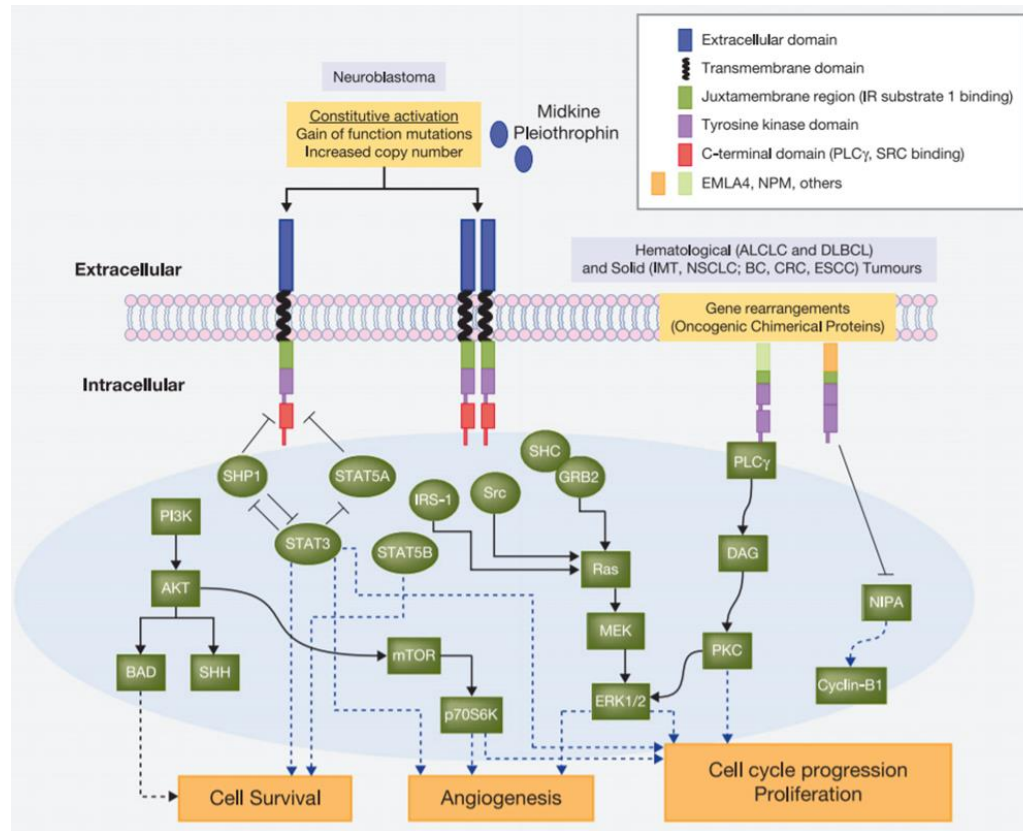 Neuroblastoma
Constitutive activation
Gain of function mutations
Increased copy number
Midkine
Pleiothrophin
Extracellular domain
Transmembrane domain
Juxtamembrane region (IR substrate 1 binding)
Tyrosine kinase domain
C-terminal domain (PLCγ, SRC binding)
EMLA4, NPM, others
Hematological (ALCLC and DLBCL)
and Solid (IMT, NSCLC; BC, CRC, ESCC) Tumours
Gene rearrangements
(Oncogenic Chimerical Proteins)
Extracellular
Intracellular
SHP1
STAT5A
STAT3
STAT5B
PI3K
AKT
BAD
SHH
mTOR
p70S6K
IRS-1
Src
SHC
GRB2
Ras
MEK
ERK1/2
PLCγ
DAG
PKC
NIPA
Cyclin-B1
Cell Survival
Angiogenesis
Cell cycle progression
Proliferation